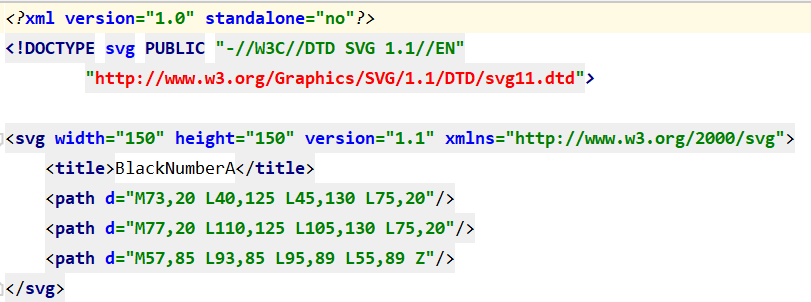 <?xml version="1.0" standalone="no"?>
<!DOCTYPE svg PUBLIC "-//W3C//DTD SVG 1.1//EN"
        "http://www.w3.org/Graphics/SVG/1.1/DTD/svg11.dtd">
<svg width="150" height="150" version="1.1" xmlns="http://www.w3.org/2000/svg">
    <title>BlackNumberA</title>
    <path d="M73,20 L40,125 L45,130 L75,20"/>
    <path d="M77,20 L110,125 L105,130 L75,20"/>
    <path d="M57,85 L93,85 L95,89 L55,89 Z"/>
</svg>